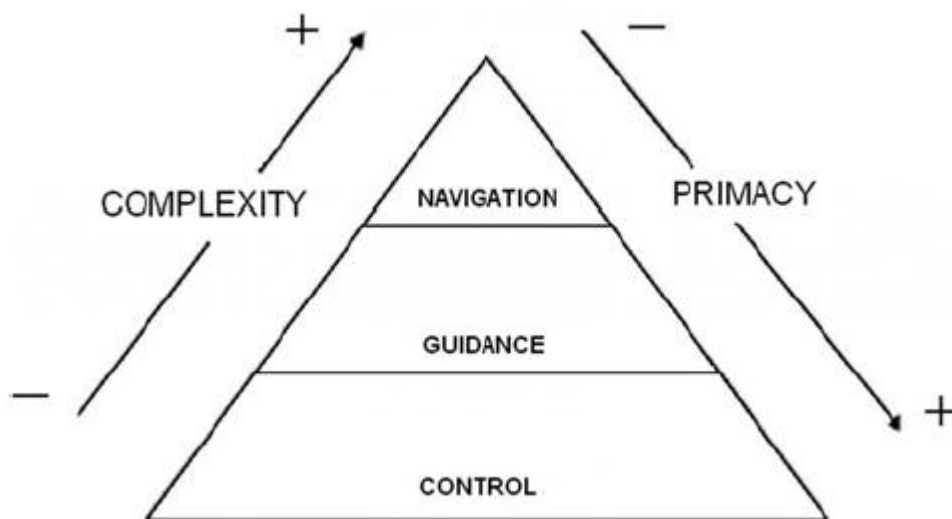 +
−
COMPLEXITY
PRIMACY
NAVIGATION
GUIDANCE
−
+
CONTROL